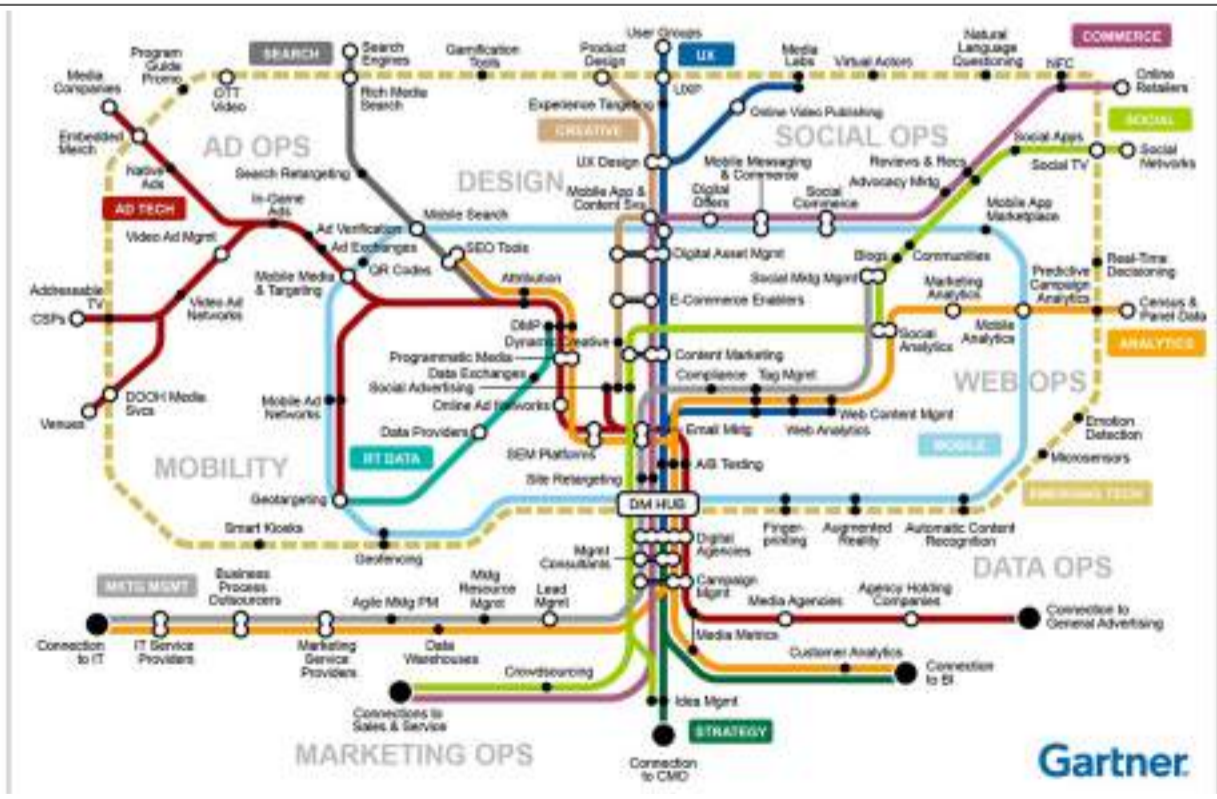 User Groups
Program
Guide
Promo
SEARCH
Search
Engines
Gamification
Tools
Product
Design
UX
Media
Labs
Virtual Actors
Natural
Language
Questioning
COMMERCE
NFC
Media
Companies
OTT
Video
Rich Media
Search
Experience Targeting
UXP
Online Video Publishing
Online
Retailers
CREATIVE
SOCIAL
Embedded
Merch
AD OPS
SOCIAL OPS
Social Apps
Social TV
Social
Networks
Native
Ads
Search Retargeting
DESIGN
UX Design
Mobile Messaging
& Commerce
Reviews & Recs
Advocacy Mktg
AD TECH
In-Game
Ads
Mobile App &
Content Svs
Digital
Offers
Social
Commerce
Mobile App
Marketplace
Video Ad Mgmt
Ad Verification
Mobile Search
Ad Exchanges
SEO Tools
QR Codes
Digital Asset Mgmt
Blogs
Communities
Real-Time
Decisioning
Mobile Media
& Targeting
Attribution
Social Mktg Mgmt
Marketing
Analytics
Predictive
Campaign
Analytics
Addressable
TV
CSPs
Video Ad
Networks
E-Commerce Enablers
Census &
Panel Data
DMP
Dynamic Creative
Social
Analytics
Mobile
Analytics
ANALYTICS
Programmatic Media
Content Marketing
Data Exchanges
Compliance
Tag Mgmt
WEB OPS
Social Advertising
DOOH Media
Svcs
Mobile Ad
Networks
Online Ad Networks
Web Content Mgmt
Venues
Data Providers
Email Mktg
Web Analytics
Emotion
Detection
RT DATA
SEM Platforms
MOBILE
Microsensors
MOBILITY
A/B Testing
Site Retargeting
EMERGING TECH
Geotargeting
DM HUB
Smart Kiosks
Geofencing
Finger-
printing
Augmented
Reality
Automatic Content
Recognition
Digital
Agencies
Mgmt
Consultants
DATA OPS
MKTG MGMT
Business
Process
Outsourcers
Agile Mktg PM
Mktg
Resource
Mgmt
Lead
Mgmt
Campaign
Mgmt
Media Agencies
Agency Holding
Companies
Connection to
General Advertising
Connection
to IT
IT Service
Providers
Marketing
Service
Providers
Data
Warehouses
Media Metrics
Customer Analytics
Connection
to BI
Crowdsourcing
Connections to
Sales & Service
Idea Mgmt
STRATEGY
MARKETING OPS
Connection
to CMO
Gartner